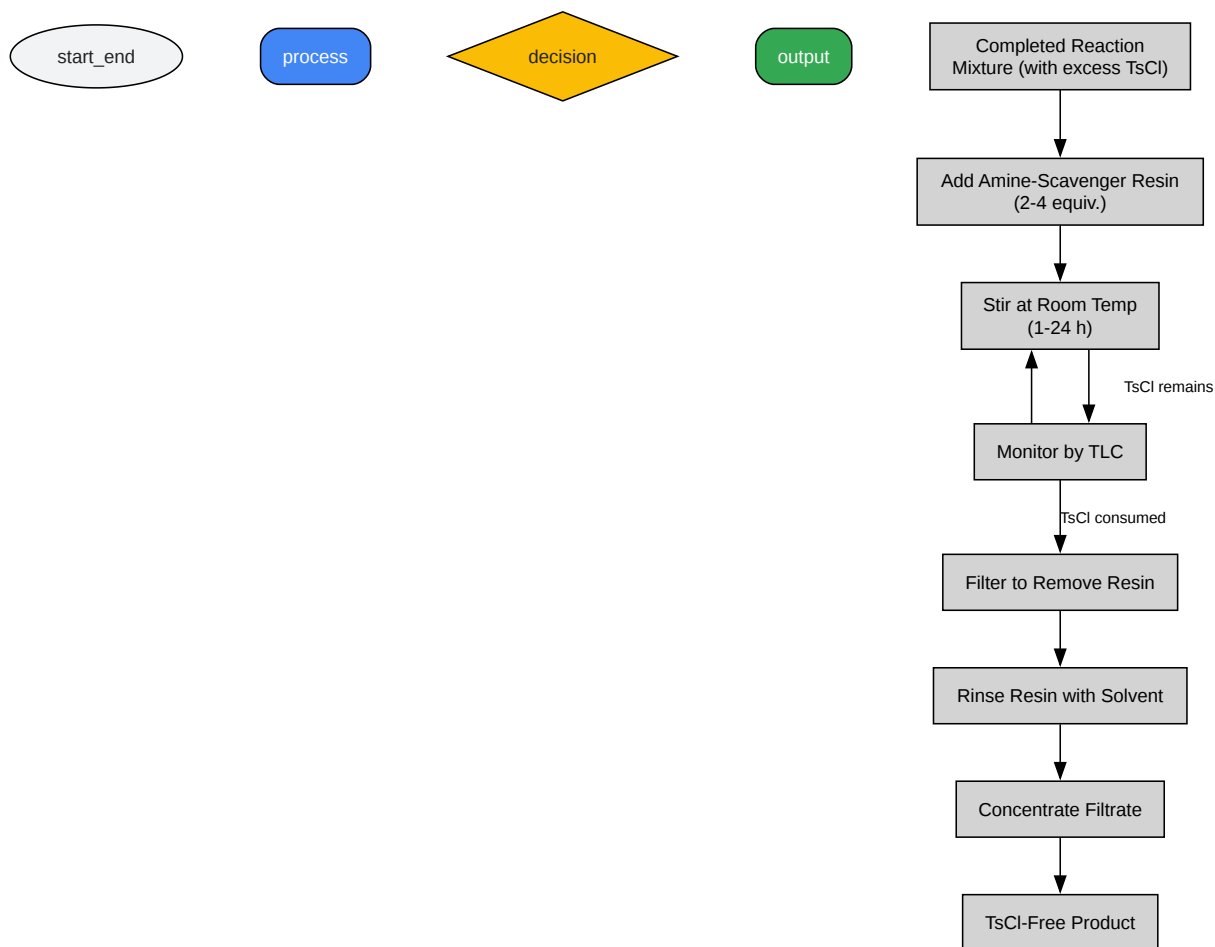 start_end
process
decision
output
Completed Reaction
Mixture (with excess TsCl)
Add Amine-Scavenger Resin
(2-4 equiv.)
Stir at Room Temp
(1-24 h)
TsCl remains
Monitor by TLC
TsCl consumed
Filter to Remove Resin
Rinse Resin with Solvent
Concentrate Filtrate
TsCl-Free Product